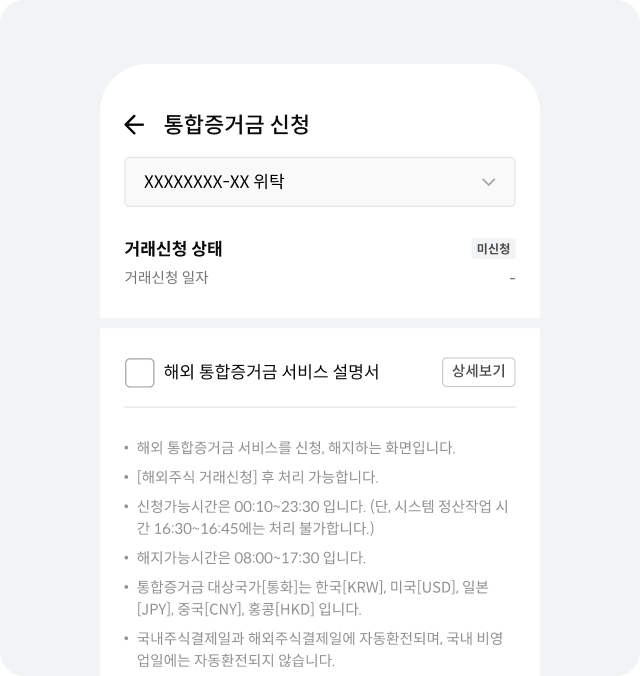 통합증거금 신청
XXXXXXXX-XX 위탁
거래신청 상태 미신청
거래신청 일자 -
해외 통합증거금 서비스 설명서 상세보기
• 해외 통합증거금 서비스를 신청, 해지하는 화면입니다.
• [해외주식 거래신청] 후 처리 가능합니다.
• 신청가능시간은 00:10~23:30 입니다. (단, 시스템 정산작업 시
간 16:30~16:45에는 처리 불가합니다.)
• 해지가능시간은 08:00~17:30 입니다.
• 통합증거금 대상국가[통화]는 한국[KRW], 미국[USD], 일본
[JPY], 중국[CNY], 홍콩[HKD] 입니다.
• 국내주식결제일과 해외주식결제일에 자동환전되며, 국내 비영
업일에는 자동환전되지 않습니다.